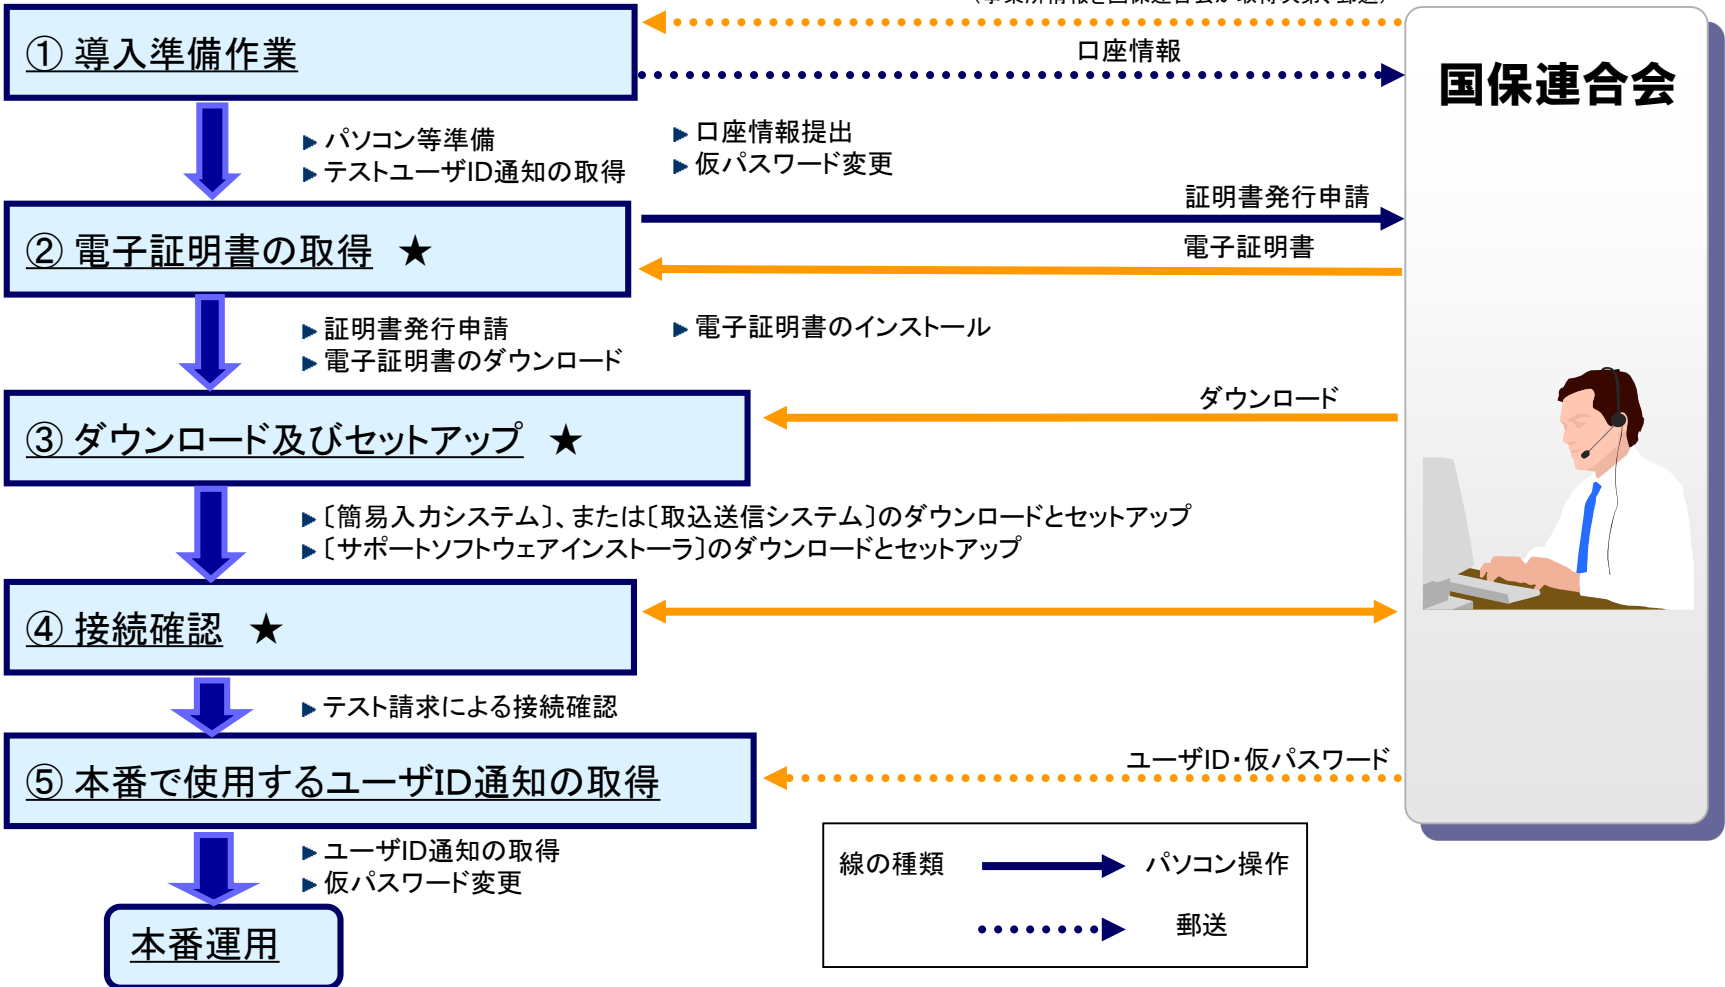 ① 導入準備作業
口座情報
国保連合会
▶ パソコン等準備
▶ テストユーザID通知の取得
▶ 口座情報提出
▶ 仮パスワード変更
証明書発行申請
② 電子証明書の取得 ★
電子証明書
▶ 証明書発行申請
▶ 電子証明書のダウンロード
▶ 電子証明書のインストール
ダウンロード
③ ダウンロード及びセットアップ ★
▶〔簡易入力システム〕、または〔取込送信システム〕のダウンロードとセットアップ
▶〔サポートソフトウェアインストーラ〕のダウンロードとセットアップ
④ 接続確認 ★
▶ テスト請求による接続確認
ユーザID・仮パスワード
⑤ 本番で使用するユーザID通知の取得
▶ ユーザID通知の取得
▶ 仮パスワード変更
線の種類 パソコン操作
郵送
本番運用